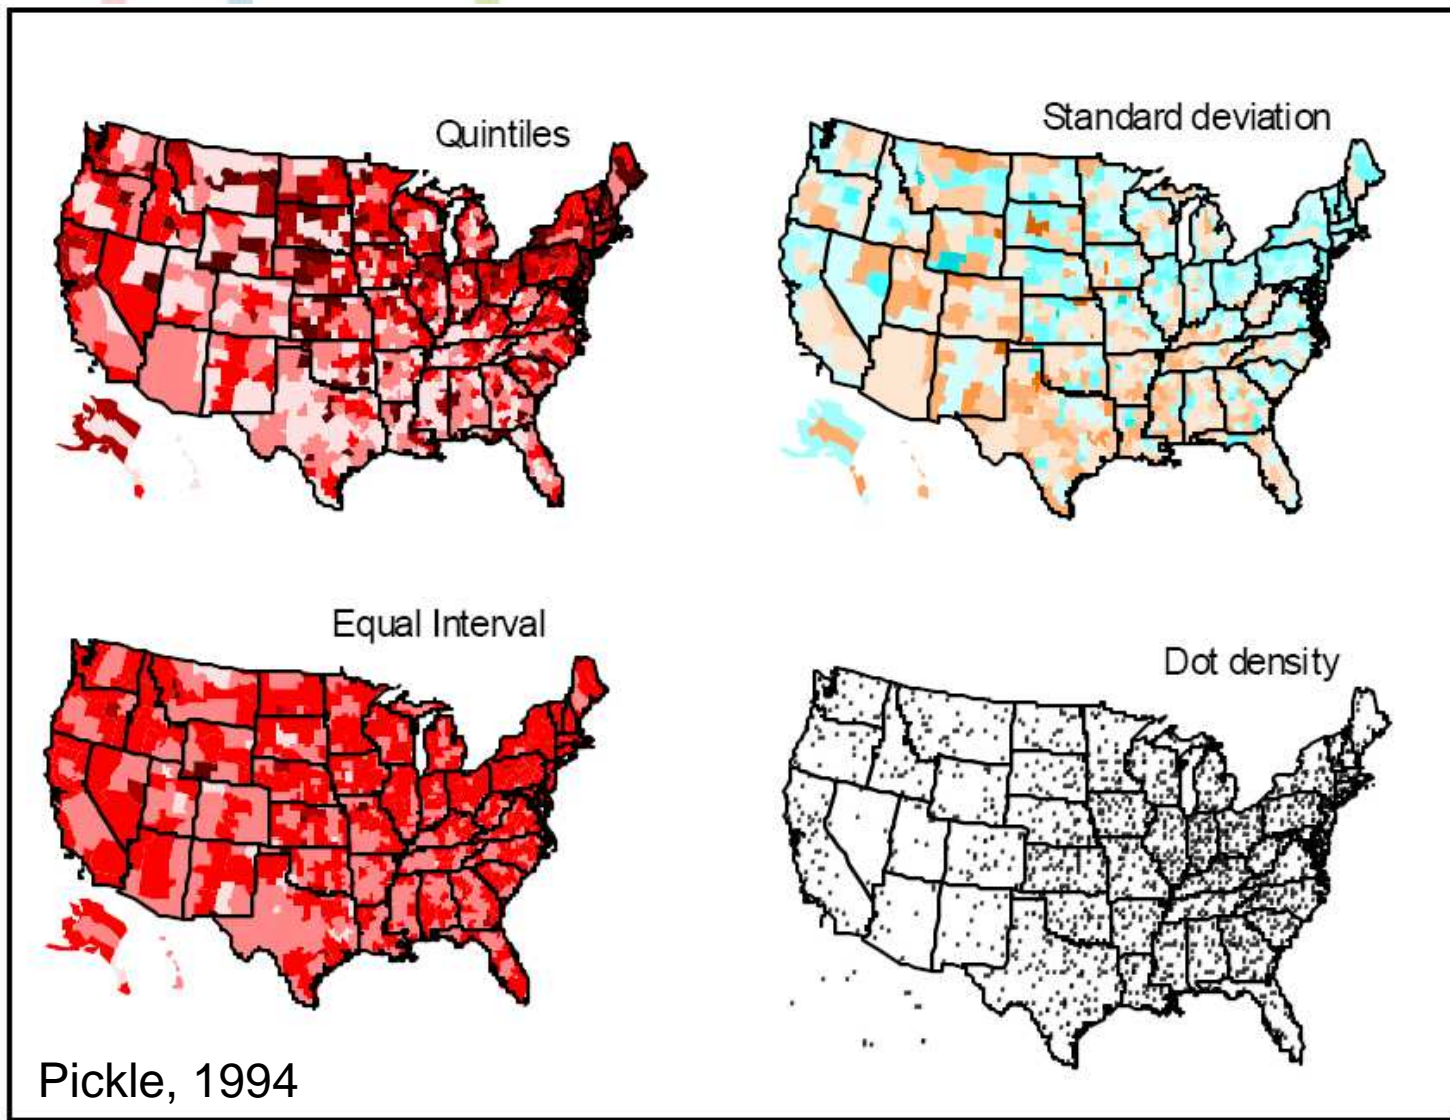 Quintiles
Standard deviation
Equal Interval
Dot density
Pickle, 1994